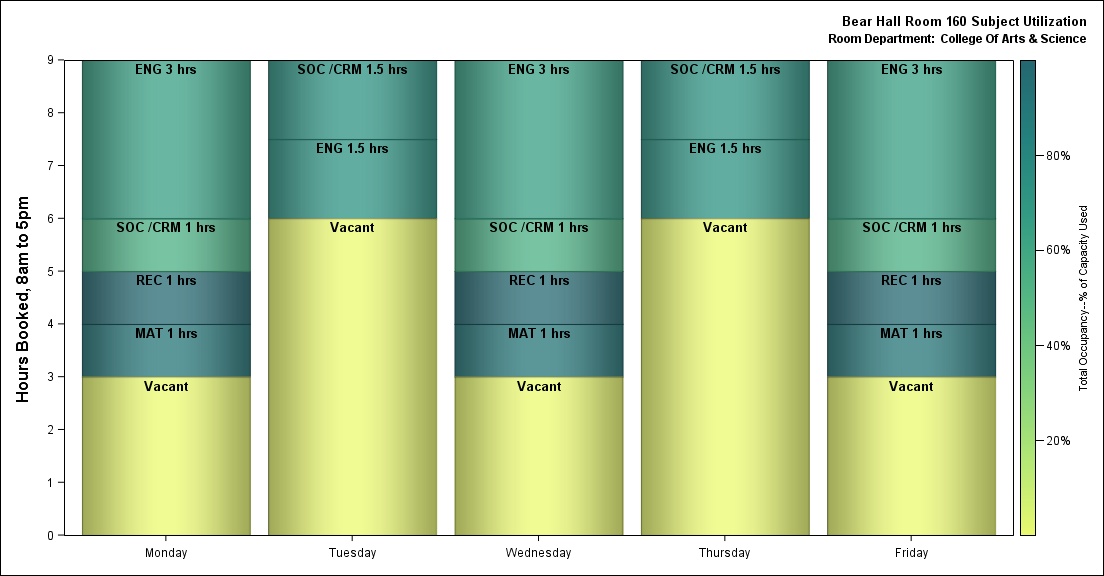 Bear Hall Room 160 Subject Utilization
Room Department: College Of Arts & Science
Hours Booked, 8am to 5pm
9
8
7
6
5
4
3
2
1
0
ENG 3 hrs
SOC /CRM 1 hrs
REC 1 hrs
MAT 1 hrs
Vacant
SOC /CRM 1.5 hrs
ENG 1.5 hrs
Vacant
ENG 3 hrs
SOC /CRM 1 hrs
REC 1 hrs
MAT 1 hrs
Vacant
SOC /CRM 1.5 hrs
ENG 1.5 hrs
Vacant
ENG 3 hrs
SOC /CRM 1 hrs
REC 1 hrs
MAT 1 hrs
Vacant
Monday
Tuesday
Wednesday
Thursday
Friday
80%
60%
40%
20%
Total Occupancy--% of Capacity Used